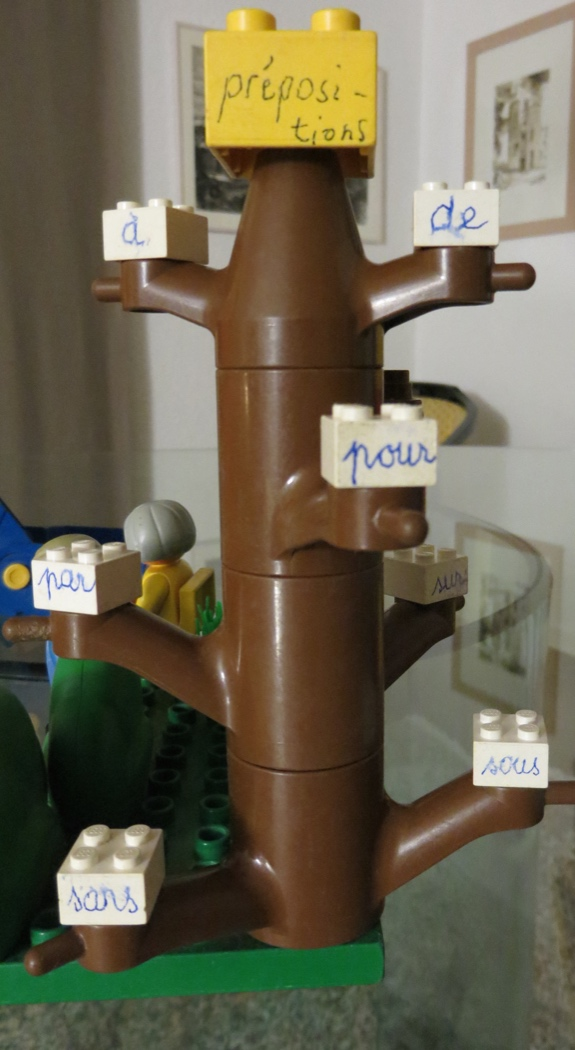 préposi-
tions
à
de
pour
par
sur
sous
sans